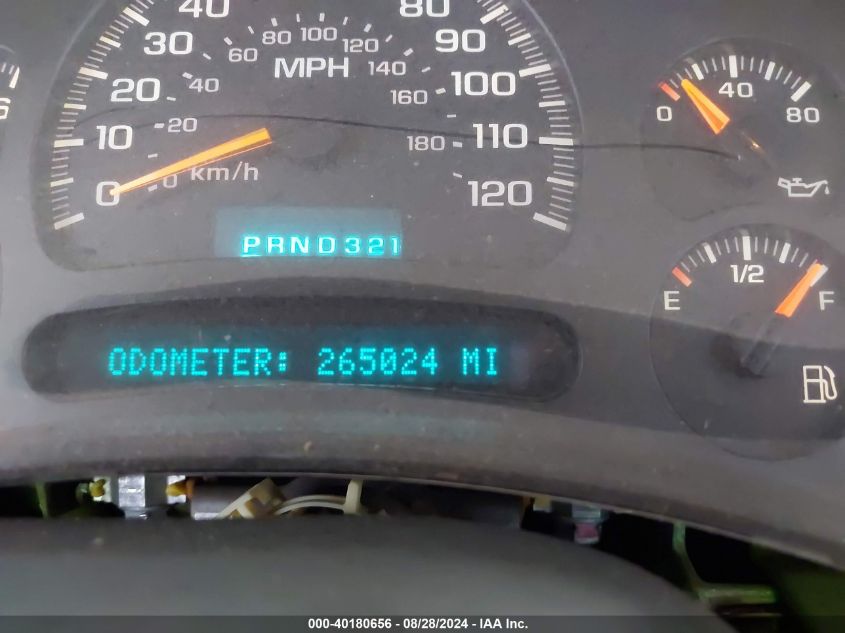 40 80
30 60 80 100 120 90
MPH 140
20 40 160 100 0 40 80
10 20 180 110
0 0 km/h 120
PRND321
E 1/2 F
ODOMETER: 265024 MI
000-40180656 - 08/28/2024 - IAA Inc.